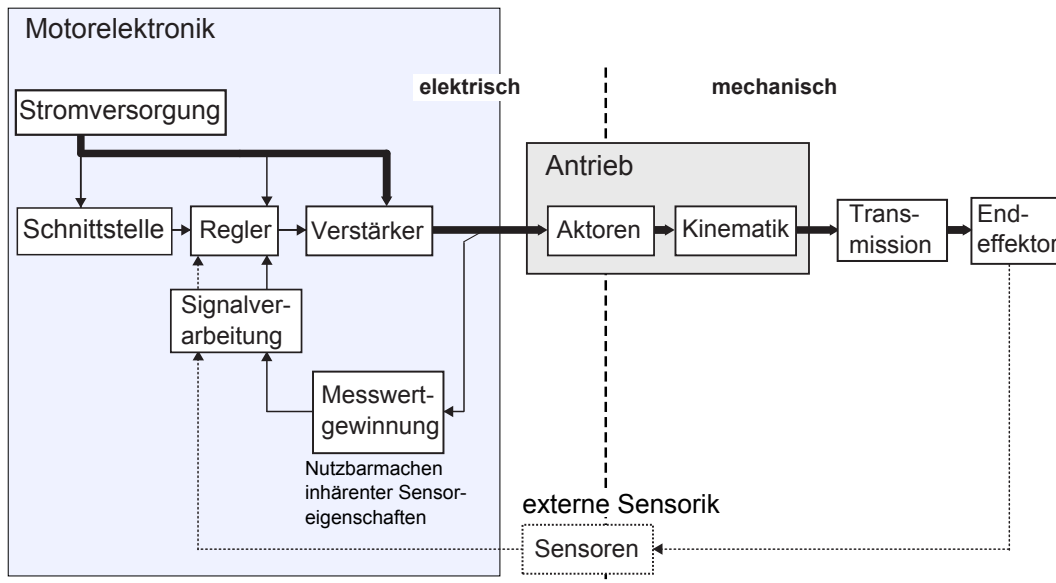 Motorelektronik
elektrisch
mechanisch
Stromversorgung
Antrieb
Schnittstelle
Regler
Verstärker
Aktoren
Kinematik
Trans-
mission
End-
effektor
Signalver-
arbeitung
Messwert-
gewinnung
Nutzbarmachen
inhärenter Sensor-
eigenschaften
externe Sensorik
Sensoren